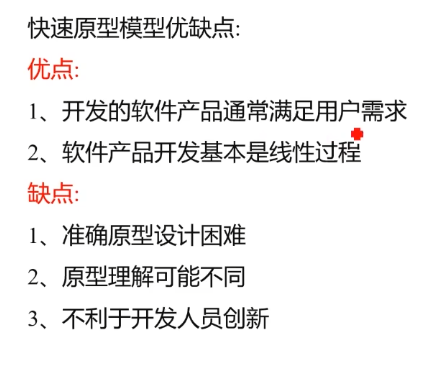 快速原型模型优缺点:
优点:
1、开发的软件产品通常满足用户需求
2、软件产品开发基本是线性过程
缺点:
1、准确原型设计困难
2、原型理解可能不同
3、不利于开发人员创新